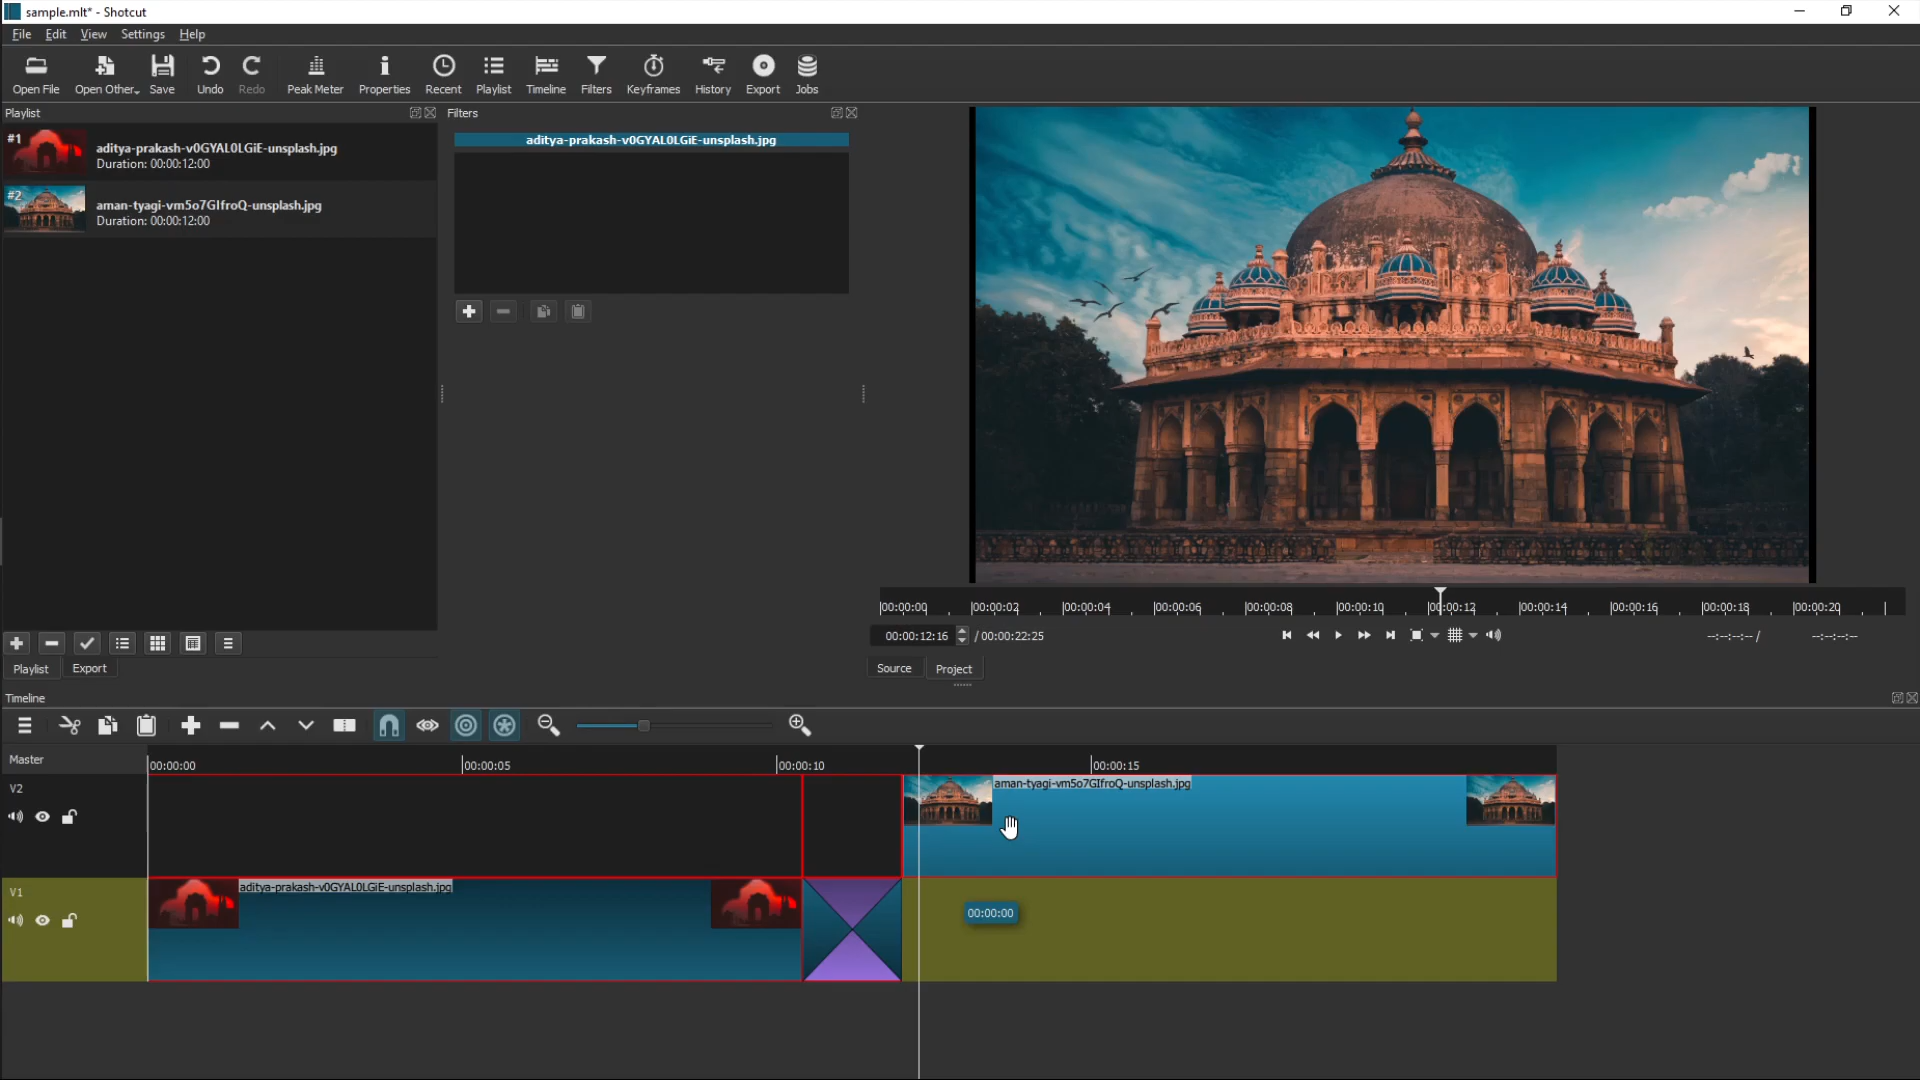 sample.mlt* - Shotcut
File Edit View Settings Help
Open File Open Other.. Save Undo Redo Peak Meter Properties Recent Playlist Timeline Filters Keyframes History Export Jobs
Playlist
#1
aditya-prakash-v0GYAL0LGiE-unsplash.jpg
Duration: 00:00:12:00
#2
aman-tyagi-vm5o7GIfroQ-unsplash.jpg
Duration: 00:00:12:00
Playlist Export
Filters
aditya-prakash-v0GYAL0LGiE-unsplash.jpg
00:00:00 00:00:02 00:00:04 00:00:06 00:00:08 00:00:10 00:00:12 00:00:14 00:00:16 00:00:18 00:00:20
00:00:12:16 / 00:00:22:25 --:--:--:-- / --:--:--:--
Source Project
Timeline
Master 00:00:00 00:00:05 00:00:10 00:00:15
V2
aman-tyagi-vm5o7GIfroQ-unsplash.jpg
V1
aditya-prakash-v0GYAL0LGiE-unsplash.jpg
00:00:00